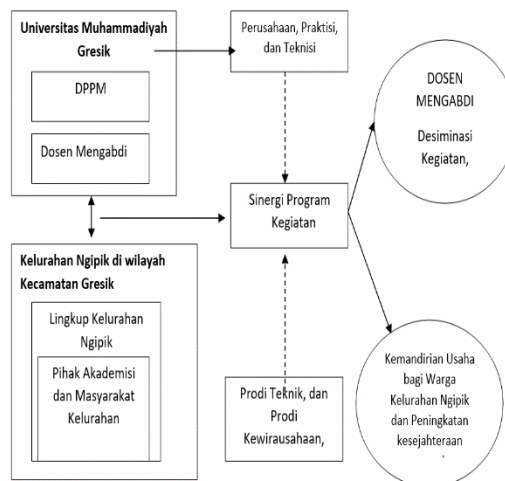 Universitas Muhammadiyah
Gresik
DPPM
Dosen Mengabdi
Perusahaan, Praktisi,
dan Teknisi
DOSEN
MENGABDI
Desiminasi
Kegiatan,
Sinergi Program
Kegiatan
Kelurahan Ngipik di wilayah
Kecamatan Gresik
Lingkup Kelurahan
Ngipik
Pihak Akademisi
dan Masyarakat
Kelurahan
Prodi Teknik, dan
Prodi
Kewirausahaan,
Kemandirian Usaha
bagi Warga
Kelurahan Ngipik
dan Peningkatan
kesejahteraan